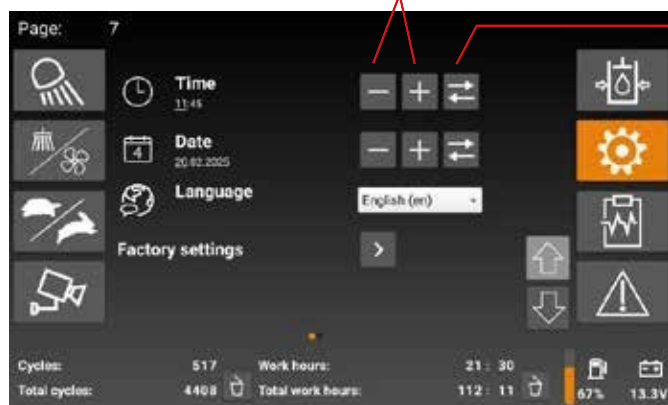 Page: 7
Time
11:45
Date
4
20.02.2025
Language
English (en)
Factory settings
Cycles: 517 Work hours: 21: 30
Total cycles: 4408 Total work hours: 112: 11
67% 13.3V